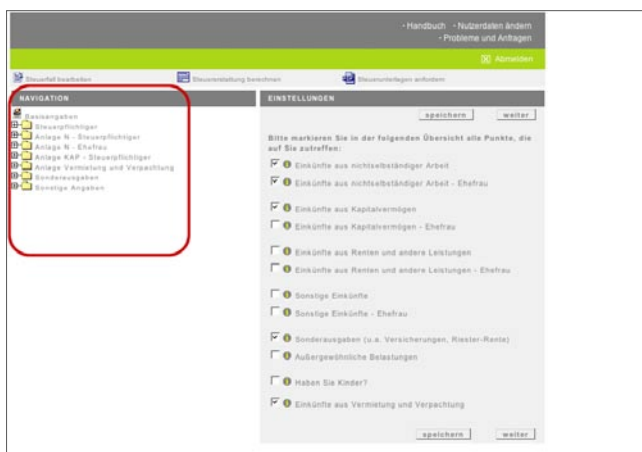 - Handbuch - Nutzerdaten ändern
- Probleme und Anfragen
Abmelden
Steuerfall bearbeiten
Steuererstattung berechnen
Steuerunterlagen anfordern
NAVIGATION
Basisangaben
Steuerpflichtiger
Anlage N - Steuerpflichtiger
Anlage N - Ehefrau
Anlage KAP - Steuerpflichtiger
Anlage Vermietung und Verpachtung
Sonderausgaben
Sonstige Angaben
EINSTELLUNGEN
speichern weiter
Bitte markieren Sie in der folgenden Übersicht alle Punkte, die
auf Sie zutreffen:
Einkünfte aus nichtselbständiger Arbeit
Einkünfte aus nichtselbständiger Arbeit - Ehefrau
Einkünfte aus Kapitalvermögen
Einkünfte aus Kapitalvermögen - Ehefrau
Einkünfte aus Renten und andere Leistungen
Einkünfte aus Renten und andere Leistungen - Ehefrau
Sonstige Einkünfte
Sonstige Einkünfte - Ehefrau
Sonderausgaben (u.a. Versicherungen, Riester-Rente)
Außergewöhnliche Belastungen
Haben Sie Kinder?
Einkünfte aus Vermietung und Verpachtung
speichern weiter